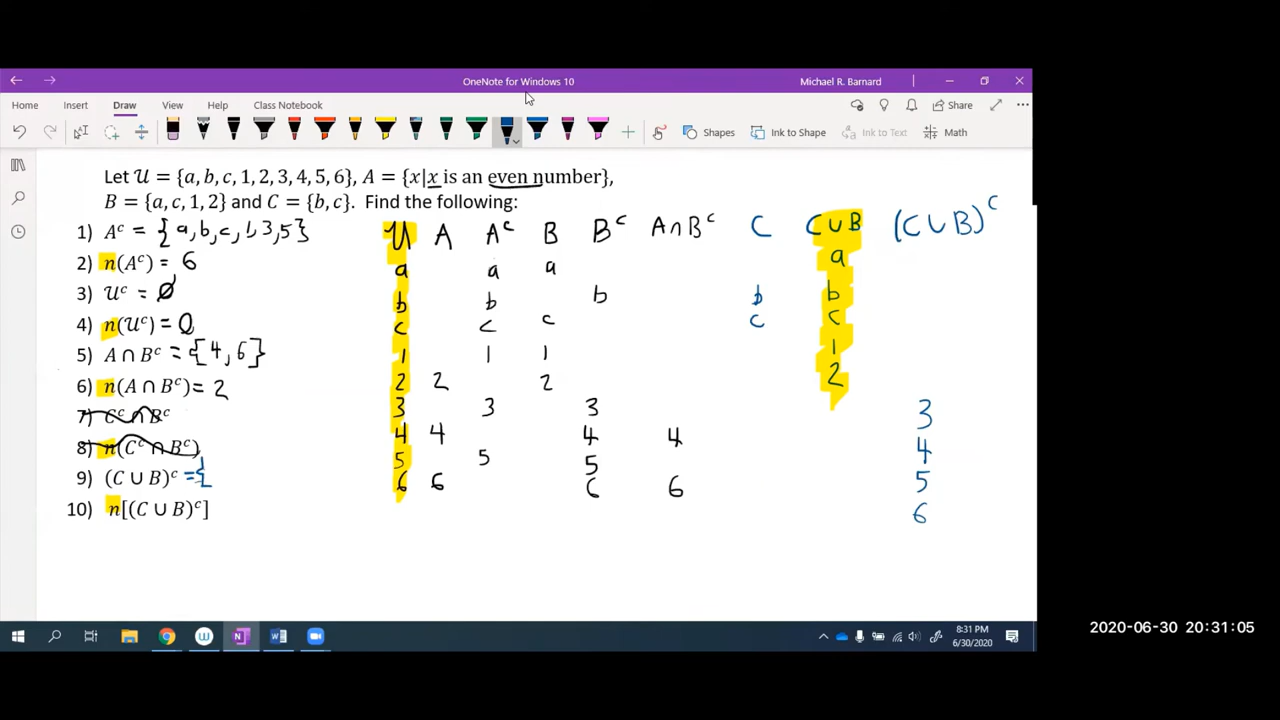 OneNote for Windows 10
Michael R. Barnard
Home Insert Draw View Help Class Notebook Share
Shapes Ink to Shape Ink to Text Math
Let 𝒰 = {a, b, c, 1, 2, 3, 4, 5, 6}, A = {x|x is an even number},
B = {a, c, 1, 2} and C = {b, c}. Find the following:
1) Aᶜ = {a, b, c, 1, 3, 5}
2) n(Aᶜ) = 6
3) 𝒰ᶜ = ∅
4) n(𝒰ᶜ) = 0
5) A ∩ Bᶜ = {4, 6}
6) n(A ∩ Bᶜ) = 2
7) Cᶜ ∩ Bᶜ
8) n(Cᶜ ∩ Bᶜ)
9) (C ∪ B)ᶜ = {
10) n[(C ∪ B)ᶜ]
𝒰 A Aᶜ B Bᶜ A∩Bᶜ C C∪B (C∪B)ᶜ
a a a a
b b b b b
c c c c c
1 1 1 1
2 2 2 2
3 3 3 3
4 4 4 4 4
5 5 5 5
6 6 6 6 6
8:31 PM
6/30/2020
2020-06-30 20:31:05